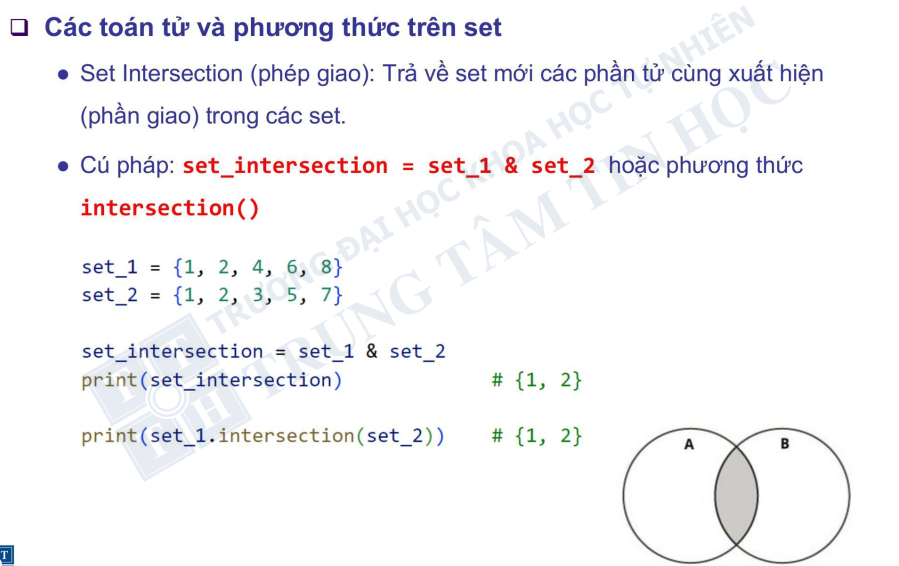 ❑ Các toán tử và phương thức trên set
● Set Intersection (phép giao): Trả về set mới các phần tử cùng xuất hiện
(phần giao) trong các set.
● Cú pháp: set_intersection = set_1 & set_2 hoặc phương thức
intersection()
set_1 = {1, 2, 4, 6, 8}
set_2 = {1, 2, 3, 5, 7}
set_intersection = set_1 & set_2
print(set_intersection) # {1, 2}
print(set_1.intersection(set_2)) # {1, 2}
A B
TRƯỜNG ĐẠI HỌC KHOA HỌC TỰ NHIÊN
TRUNG TÂM TIN HỌC
T